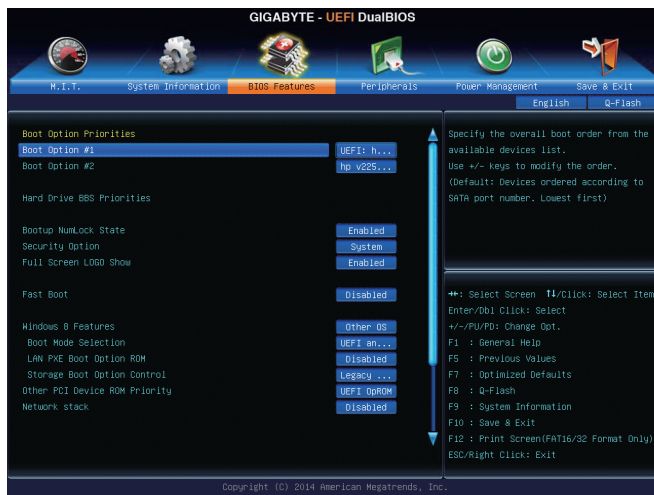 GIGABYTE - UEFI DualBIOS
M.I.T.
System Information
BIOS Features
Peripherals
Power Management
Save & Exit
English
Q-Flash
Boot Option Priorities
Boot Option #1 UEFI: h...
Boot Option #2 hp v225...
Hard Drive BBS Priorities
Bootup NumLock State Enabled
Security Option System
Full Screen LOGO Show Enabled
Fast Boot Disabled
Windows 8 Features Other OS
Boot Mode Selection UEFI an...
LAN PXE Boot Option ROM Disabled
Storage Boot Option Control Legacy ...
Other PCI Device ROM Priority UEFI OpROM
Network stack Disabled
Specify the overall boot order from the
available devices list.
Use +/- keys to modify the order.
(Default: Devices ordered according to
SATA port number. Lowest first)
→←: Select Screen ↑↓/Click: Select Item
Enter/Dbl Click: Select
+/-/PU/PD: Change Opt.
F1 : General Help
F5 : Previous Values
F7 : Optimized Defaults
F8 : Q-Flash
F9 : System Information
F10 : Save & Exit
F12 : Print Screen(FAT16/32 Format Only)
ESC/Right Click: Exit
Copyright (C) 2014 American Megatrends, Inc.